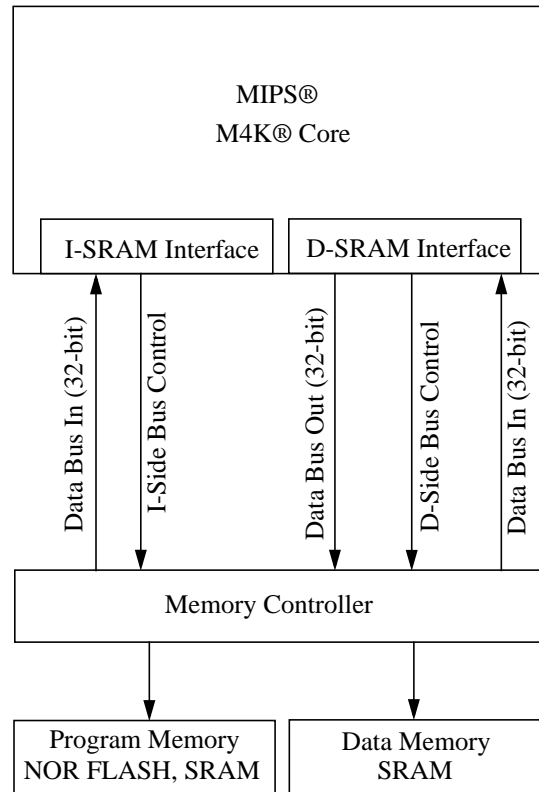 MIPS®
M4K® Core
I-SRAM Interface
D-SRAM Interface
Data Bus In (32-bit)
I-Side Bus Control
Data Bus Out (32-bit)
D-Side Bus Control
Data Bus In (32-bit)
Memory Controller
Program Memory
NOR FLASH, SRAM
Data Memory
SRAM